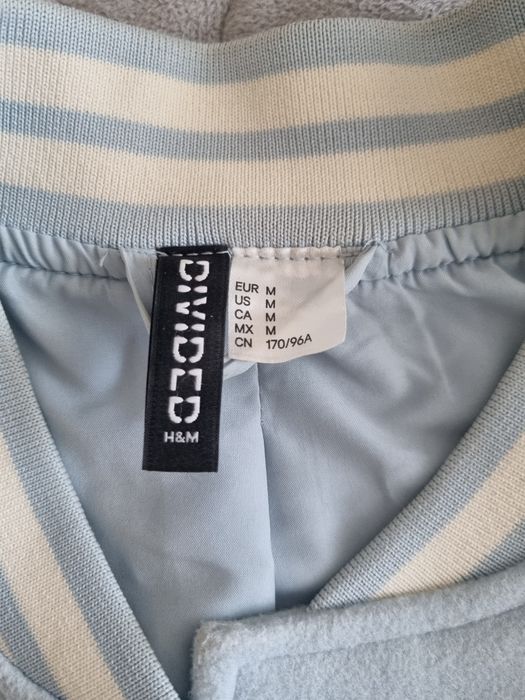 DIVIDED
H&M
EUR M
US M
CA M
MX M
CN 170/96A